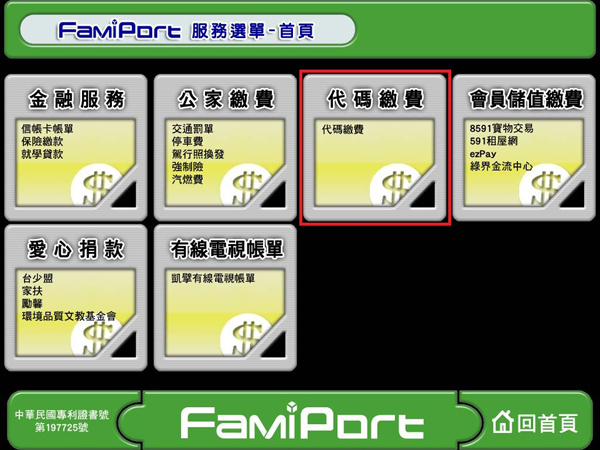 FamiPort 服務選單-首頁
金融服務
信帳卡帳單
保險繳款
就學貸款
公家繳費
交通罰單
停車費
駕行照換發
強制險
汽燃費
代碼繳費
代碼繳費
會員儲值繳費
8591寶物交易
591租屋網
ezPay
綠界金流中心
愛心捐款
台少盟
家扶
勵馨
環境品質文教基金會
有線電視帳單
凱擘有線電視帳單
中華民國專利證書號
第197725號
FamiPort
回首頁